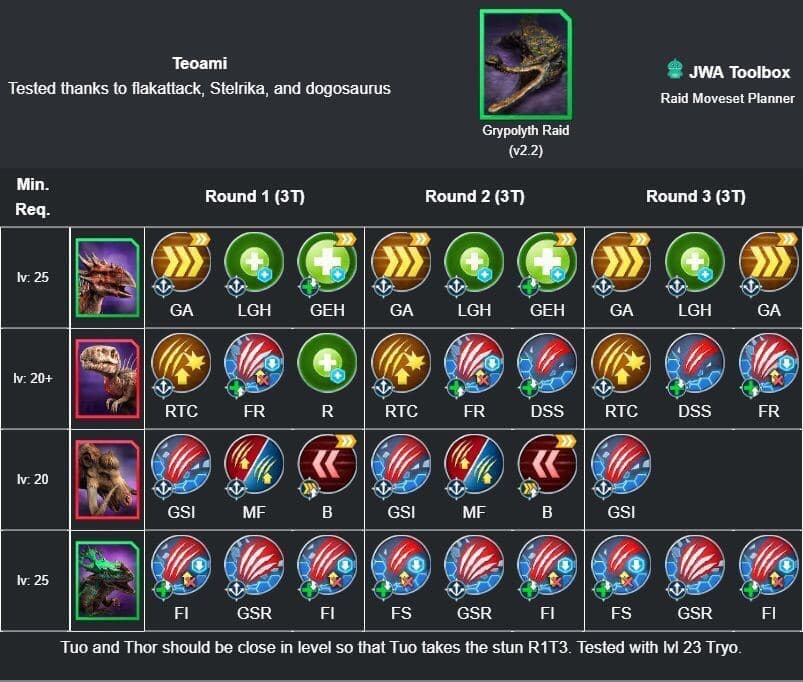 Teoami
Tested thanks to flakattack, Stelrika, and dogosaurus
Grypolyth Raid
(v2.2)
JWA Toolbox
Raid Moveset Planner
Min.
Req.
Round 1 (3T)
Round 2 (3T)
Round 3 (3T)
lv: 25
GA LGH GEH GA LGH GEH GA LGH GA
lv: 20+
RTC FR R RTC FR DSS RTC DSS FR
lv: 20
GSI MF B GSI MF B GSI
lv: 25
FI GSR FI FS GSR FI FS GSR FI
Tuo and Thor should be close in level so that Tuo takes the stun R1T3. Tested with lvl 23 Tryo.